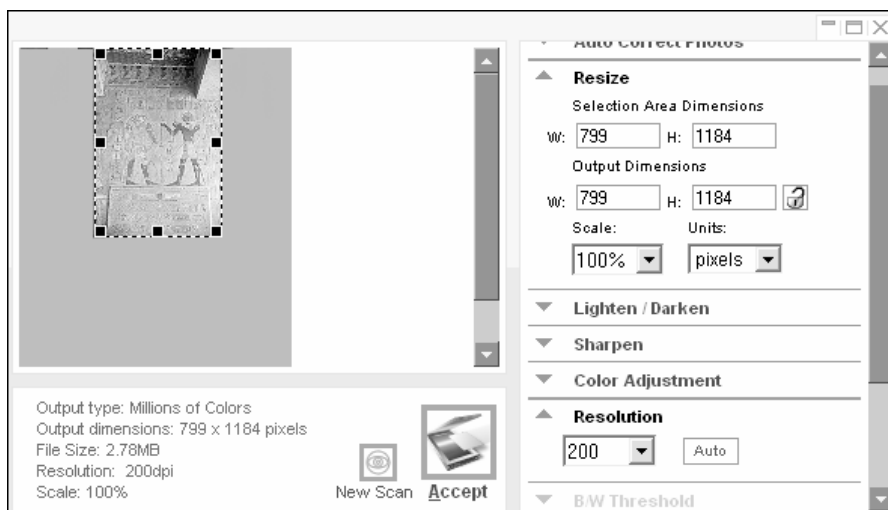 Auto Correct Photos
Resize
Selection Area Dimensions
W: 799 H: 1184
Output Dimensions
W: 799 H: 1184
Scale: Units:
100% pixels
Lighten / Darken
Sharpen
Color Adjustment
Resolution
200 Auto
B/W Threshold
Output type: Millions of Colors
Output dimensions: 799 x 1184 pixels
File Size: 2.78MB
Resolution: 200dpi
Scale: 100%
New Scan Accept